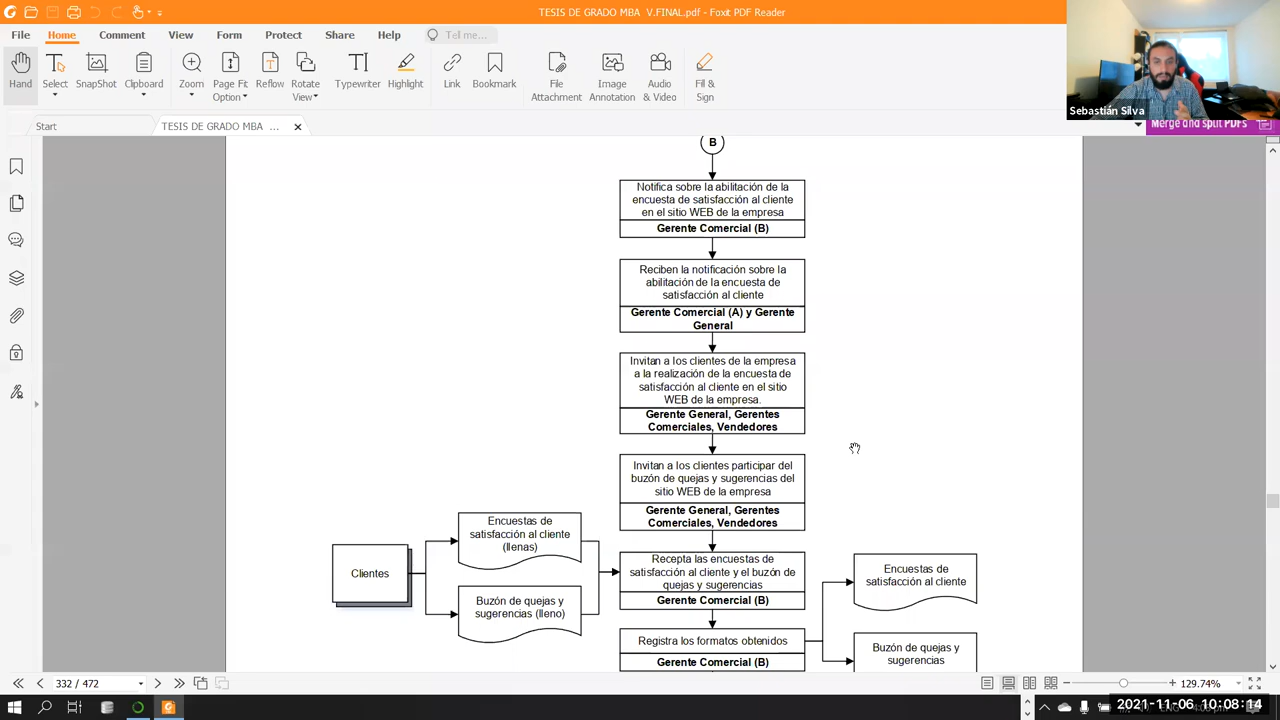 TESIS DE GRADO MBA V.FINAL.pdf - Foxit PDF Reader
File Home Comment View Form Protect Share Help Tell me...
Hand Select SnapShot Clipboard Zoom Page Fit Option Reflow Rotate View Typewriter Highlight Link Bookmark File Attachment Image Annotation Audio & Video Fill & Sign
Sebastián Silva
Start TESIS DE GRADO MBA ...
Merge and split PDFs
B
Notifica sobre la abilitación de la
encuesta de satisfacción al cliente
en el sitio WEB de la empresa
Gerente Comercial (B)
Reciben la notificación sobre la
abilitación de la encuesta de
satisfacción al cliente
Gerente Comercial (A) y Gerente
General
Invitan a los clientes de la empresa
a la realización de la encuesta de
satisfacción al cliente en el sitio
WEB de la empresa.
Gerente General, Gerentes
Comerciales, Vendedores
Invitan a los clientes participar del
buzón de quejas y sugerencias del
sitio WEB de la empresa
Gerente General, Gerentes
Comerciales, Vendedores
Clientes
Encuestas de
satisfacción al cliente
(llenas)
Buzón de quejas y
sugerencias (lleno)
Recepta las encuestas de
satisfacción al cliente y el buzón de
quejas y sugerencias
Gerente Comercial (B)
Registra los formatos obtenidos
Gerente Comercial (B)
Encuestas de
satisfacción al cliente
Buzón de quejas y
sugerencias
332 / 472
129.74%
2021-11-06 10:08:14